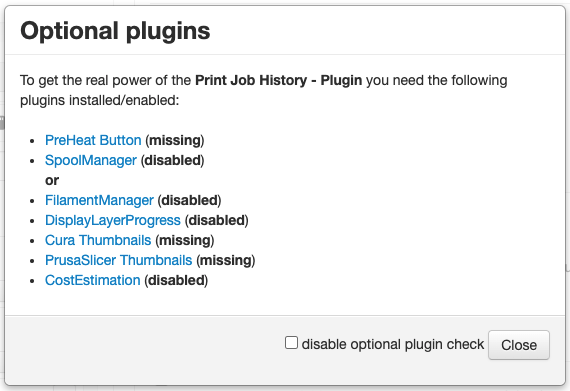 Optional plugins
To get the real power of the Print Job History - Plugin you need the following
plugins installed/enabled:
• PreHeat Button (missing)
• SpoolManager (disabled)
or
• FilamentManager (disabled)
• DisplayLayerProgress (disabled)
• Cura Thumbnails (missing)
• PrusaSlicer Thumbnails (missing)
• CostEstimation (disabled)
disable optional plugin check Close